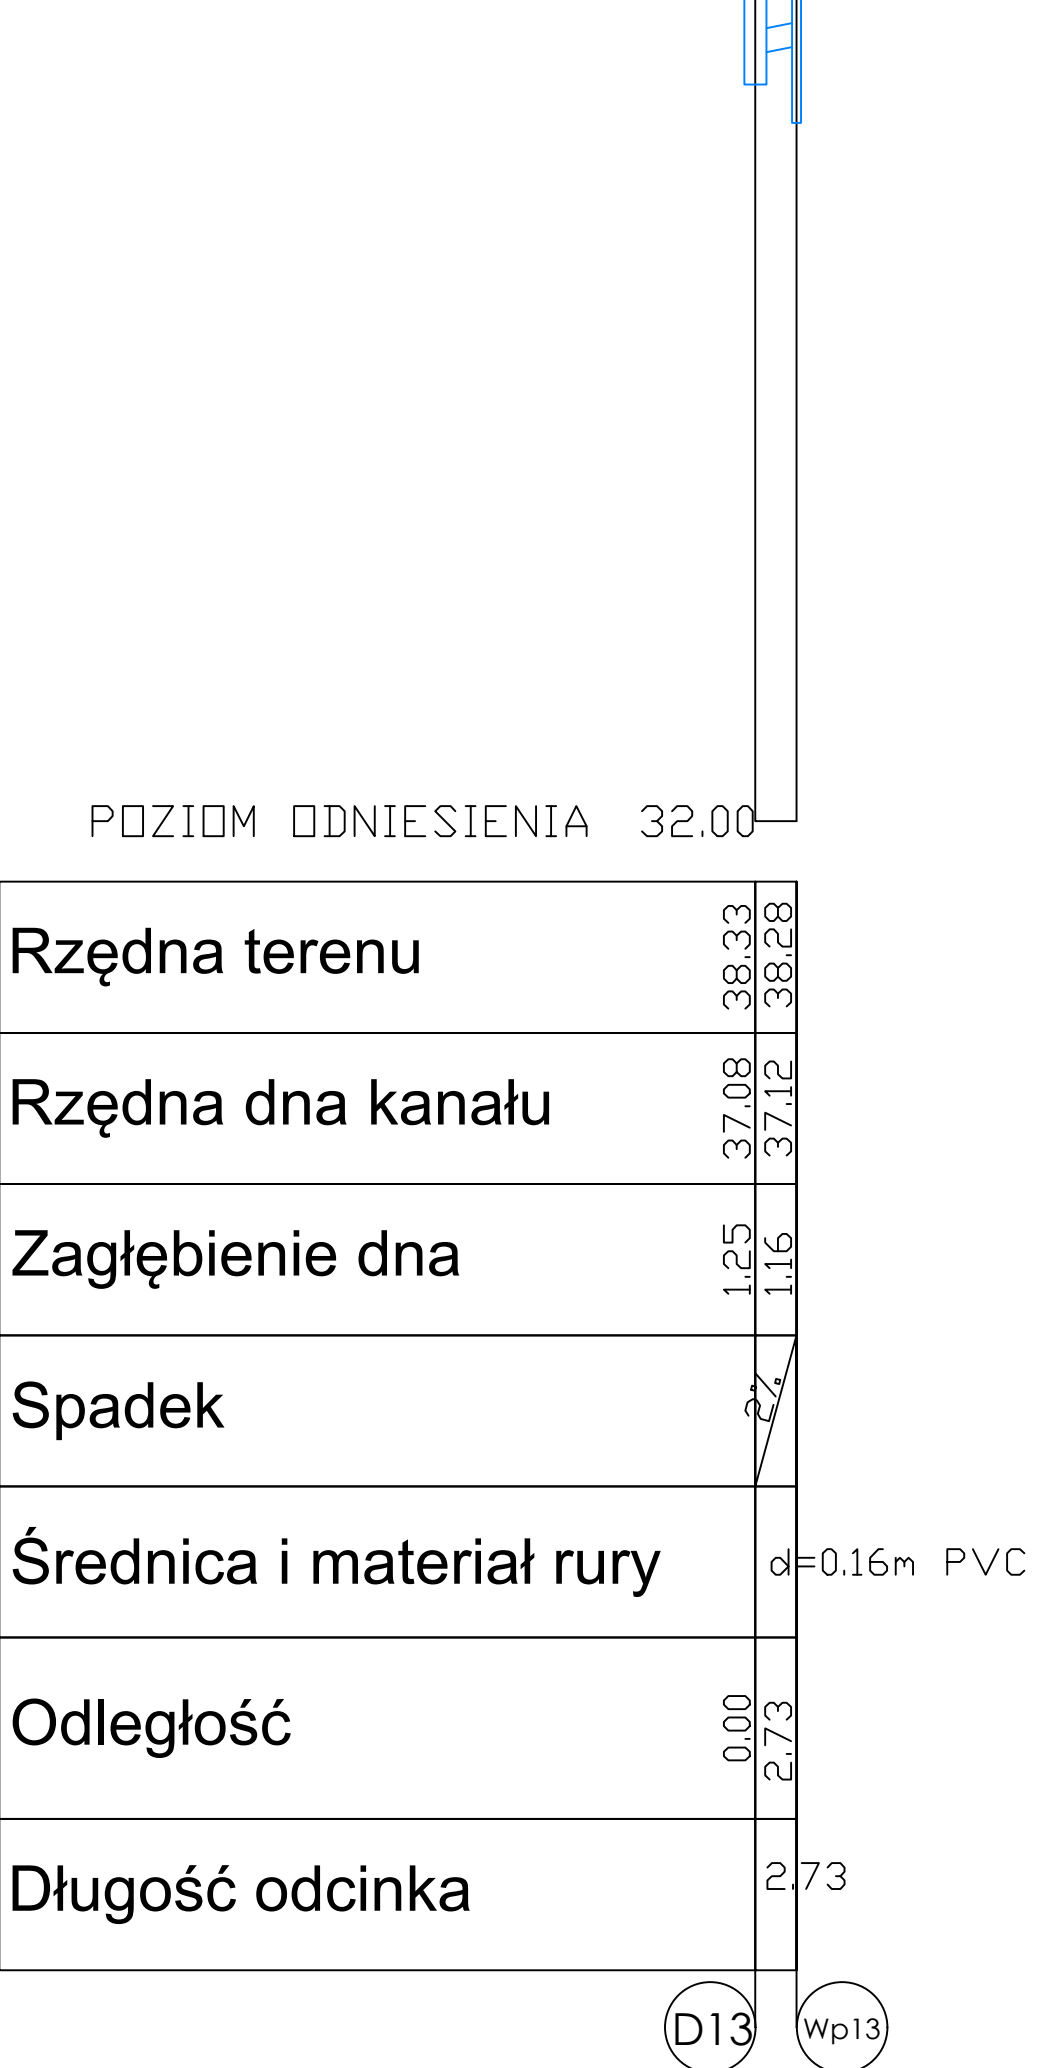 POZIOM ODNIESIENIA 32.00
Rzędna terenu 38.33 38.28
Rzędna dna kanału 37.08 37.12
Zagłębienie dna 1.25 1.16
Spadek 2%
Średnica i materiał rury d=0.16m PVC
Odległość 0.00 2.73
Długość odcinka 2.73
D13 Wp13